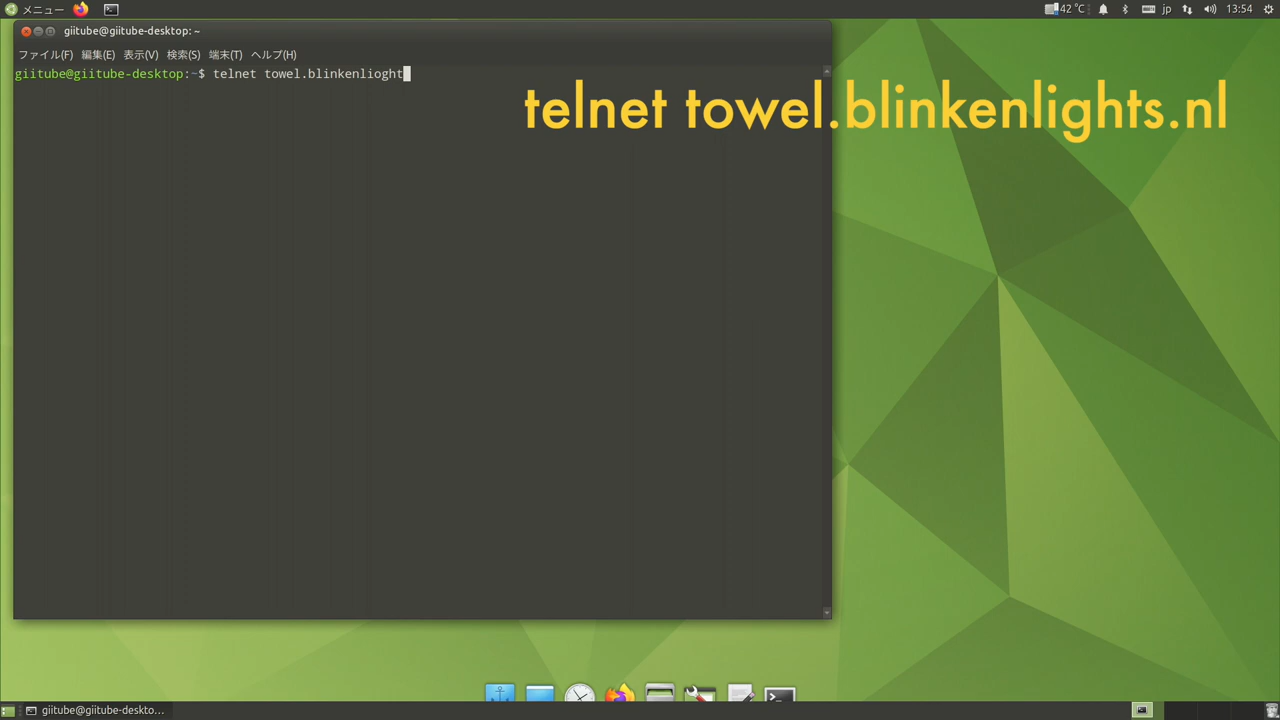 メニュー
42 °C
jp
13:54
giitube@giitube-desktop: ~
ファイル(F) 編集(E) 表示(V) 検索(S) 端末(T) ヘルプ(H)
giitube@giitube-desktop:~$ telnet towel.blinkenlioght
telnet towel.blinkenlights.nl
giitube@giitube-deskto...